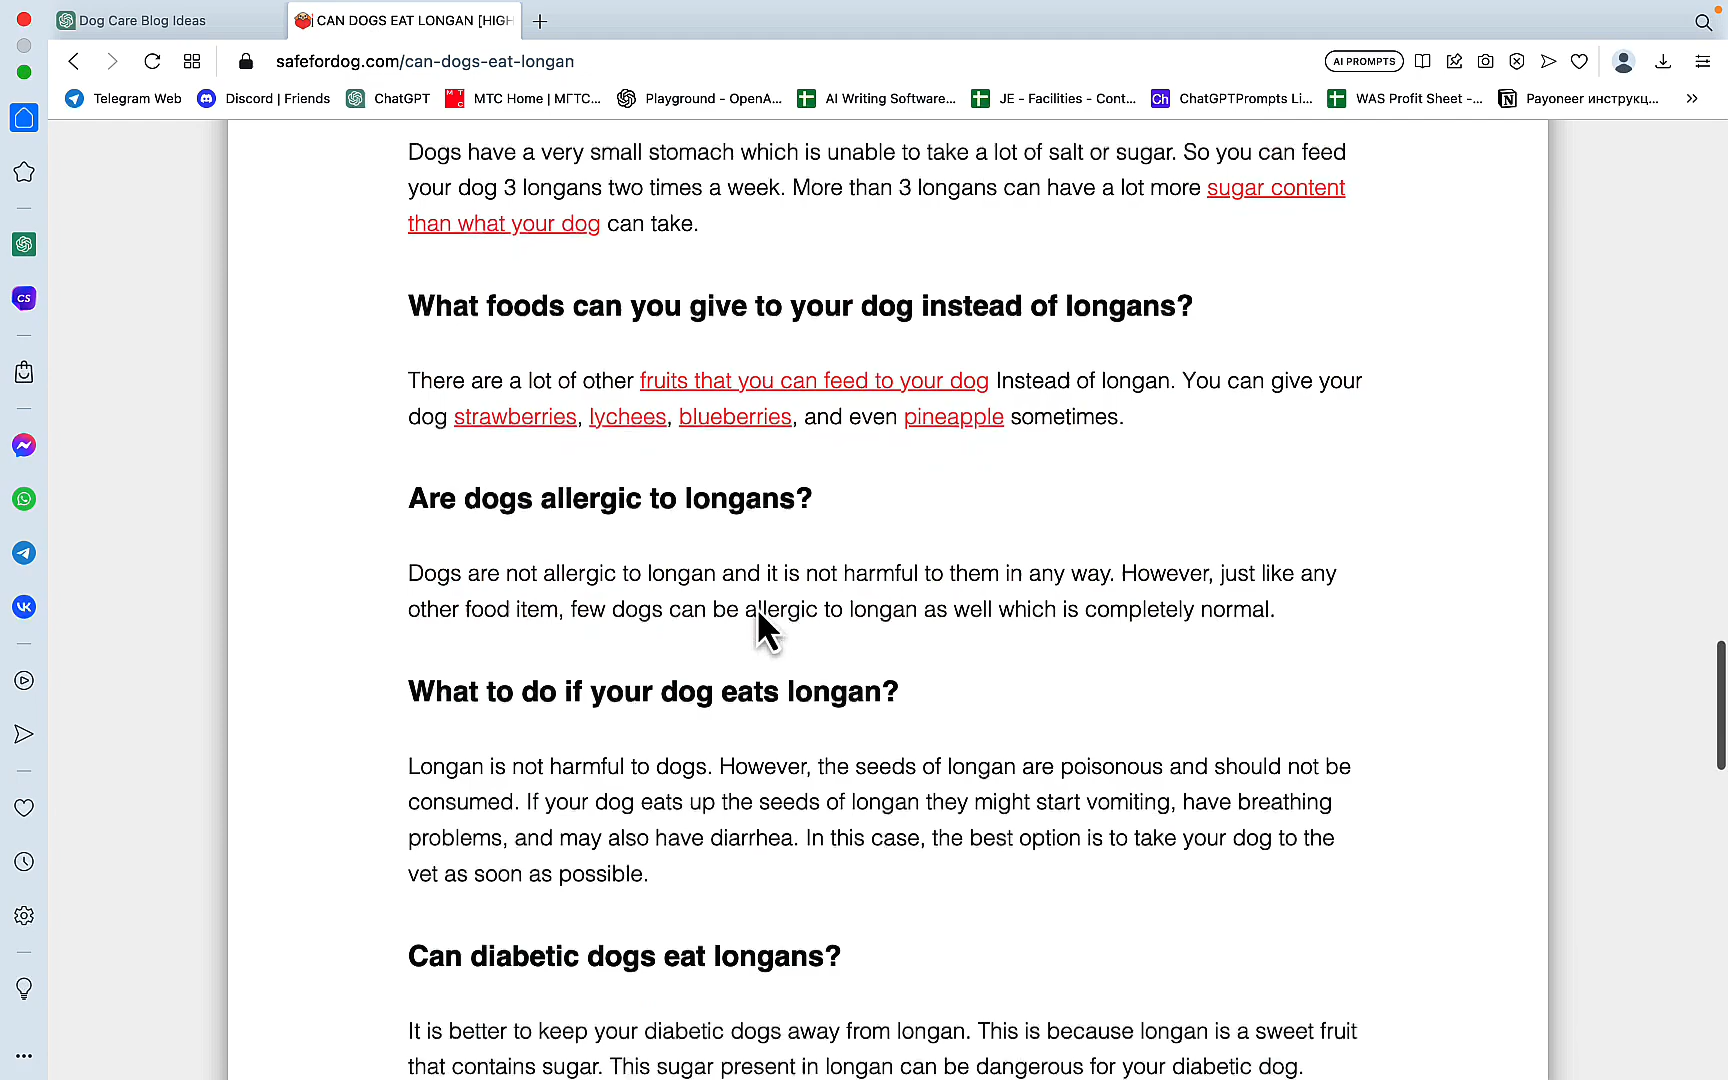 Dog Care Blog Ideas
CAN DOGS EAT LONGAN [HIGH
safefordog.com/can-dogs-eat-longan
AI PROMPTS
Telegram Web
Discord | Friends
ChatGPT
МТС Home | МГТС...
Playground - OpenA...
AI Writing Software...
JE - Facilities - Cont...
Ch
ChatGPTPrompts Li...
WAS Profit Sheet -...
Payoneer инструкц...
CS
Dogs have a very small stomach which is unable to take a lot of salt or sugar. So you can feed
your dog 3 longans two times a week. More than 3 longans can have a lot more sugar content
than what your dog can take.
What foods can you give to your dog instead of longans?
There are a lot of other fruits that you can feed to your dog Instead of longan. You can give your
dog strawberries, lychees, blueberries, and even pineapple sometimes.
Are dogs allergic to longans?
Dogs are not allergic to longan and it is not harmful to them in any way. However, just like any
other food item, few dogs can be allergic to longan as well which is completely normal.
What to do if your dog eats longan?
Longan is not harmful to dogs. However, the seeds of longan are poisonous and should not be
consumed. If your dog eats up the seeds of longan they might start vomiting, have breathing
problems, and may also have diarrhea. In this case, the best option is to take your dog to the
vet as soon as possible.
Can diabetic dogs eat longans?
It is better to keep your diabetic dogs away from longan. This is because longan is a sweet fruit
that contains sugar. This sugar present in longan can be dangerous for your diabetic dog.